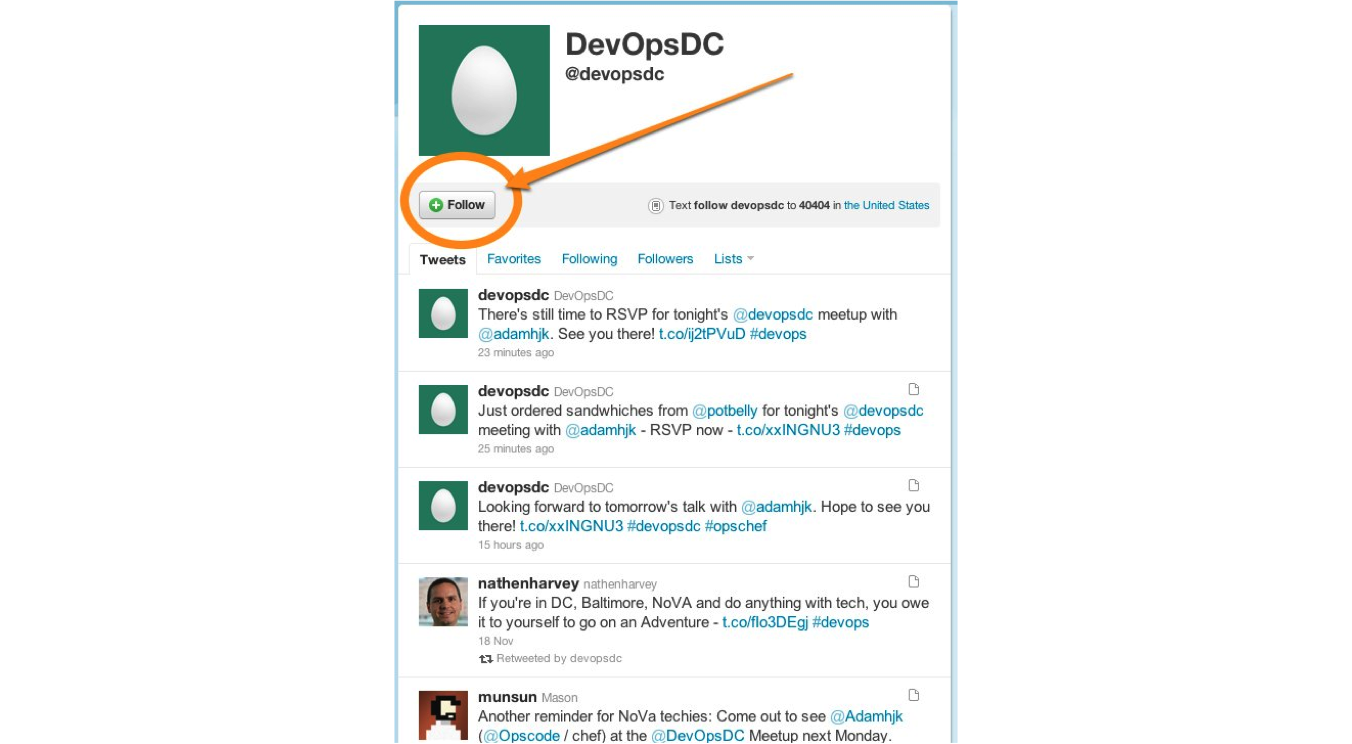 DevOpsDC
@devopsdc
Follow
Text follow devopsdc to 40404 in the United States
Tweets Favorites Following Followers Lists
devopsdc DevOpsDC
There's still time to RSVP for tonight's @devopsdc meetup with
@adamhjk. See you there! t.co/ij2tPVuD #devops
23 minutes ago
devopsdc DevOpsDC
Just ordered sandwhiches from @potbelly for tonight's @devopsdc
meeting with @adamhjk - RSVP now - t.co/xxINGNU3 #devops
25 minutes ago
devopsdc DevOpsDC
Looking forward to tomorrow's talk with @adamhjk. Hope to see you
there! t.co/xxINGNU3 #devopsdc #opschef
15 hours ago
nathenharvey nathenharvey
If you're in DC, Baltimore, NoVA and do anything with tech, you owe
it to yourself to go on an Adventure - t.co/fIo3DEgj #devops
18 Nov
Retweeted by devopsdc
munsun Mason
Another reminder for NoVa techies: Come out to see @Adamhjk
(@Opscode / chef) at the @DevOpsDC Meetup next Monday.